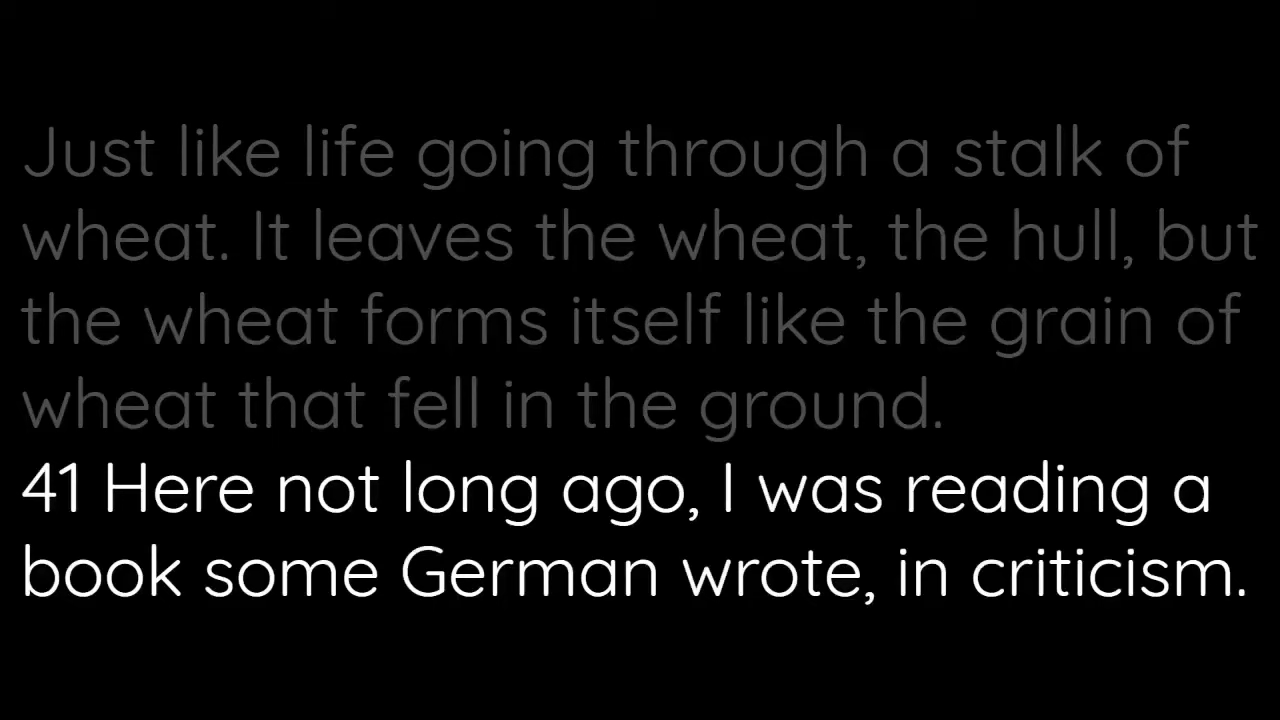 Just like life going through a stalk of
wheat. It leaves the wheat, the hull, but
the wheat forms itself like the grain of
wheat that fell in the ground.
41 Here not long ago, I was reading a
book some German wrote, in criticism.